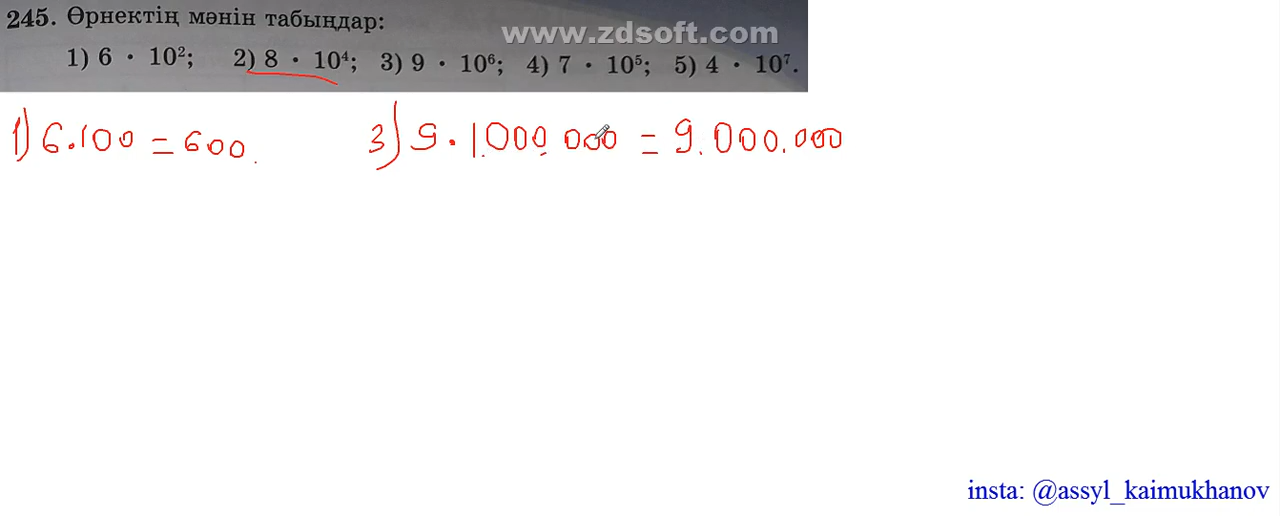 245. Өрнектің мәнін табыңдар:
www.zdsoft.com
1) 6 · 10²; 2) 8 · 10⁴; 3) 9 · 10⁶; 4) 7 · 10⁵; 5) 4 · 10⁷.
1) 6·100 = 600. 3) 9·1.000.000 = 9.000.000
insta: @assyl_kaimukhanov